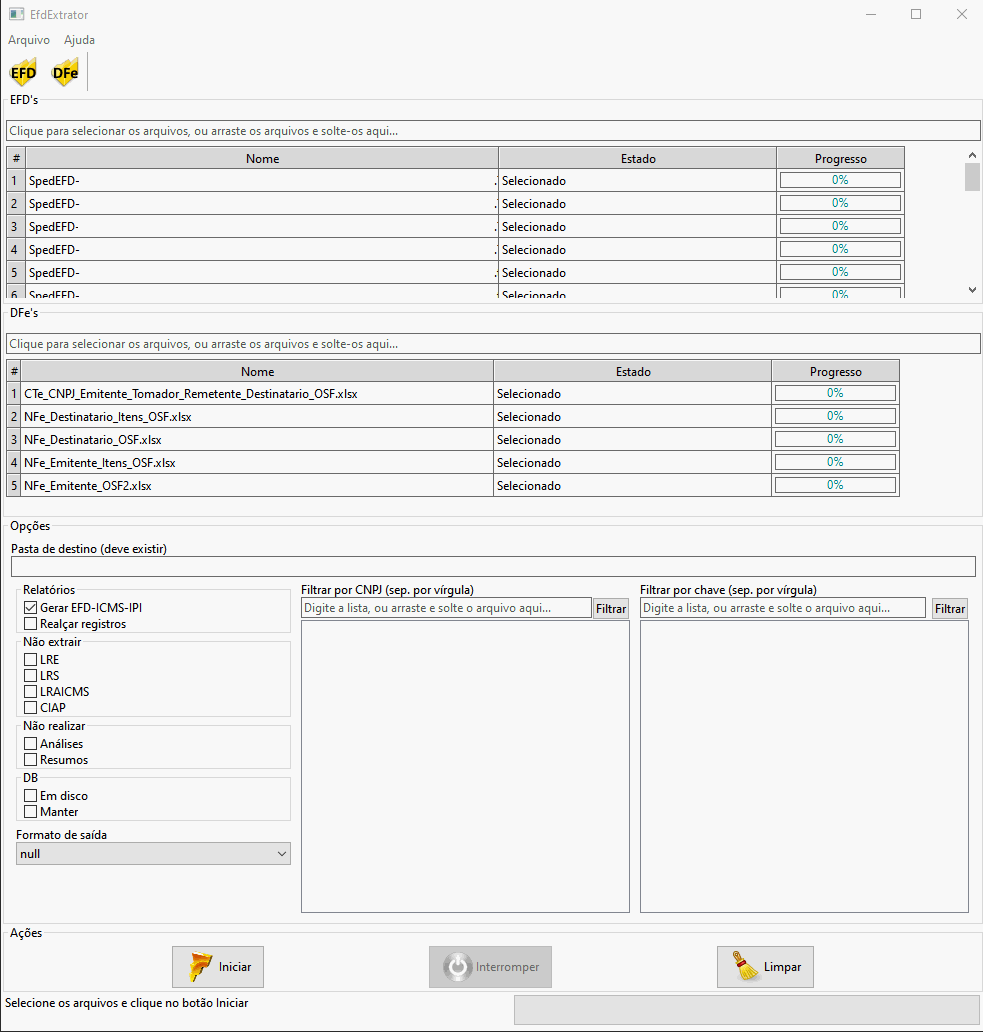 EfdExtrator
Arquivo Ajuda
EFD DFe
EFD's
Clique para selecionar os arquivos, ou arraste os arquivos e solte-os aqui...
# Nome Estado Progresso
1 SpedEFD- Selecionado 0%
2 SpedEFD- Selecionado 0%
3 SpedEFD- Selecionado 0%
4 SpedEFD- Selecionado 0%
5 SpedEFD- Selecionado 0%
6 SpedEFD- Selecionado 0%
DFe's
Clique para selecionar os arquivos, ou arraste os arquivos e solte-os aqui...
# Nome Estado Progresso
1 CTe_CNPJ_Emitente_Tomador_Remetente_Destinatario_OSF.xlsx Selecionado 0%
2 NFe_Destinatario_Itens_OSF.xlsx Selecionado 0%
3 NFe_Destinatario_OSF.xlsx Selecionado 0%
4 NFe_Emitente_Itens_OSF.xlsx Selecionado 0%
5 NFe_Emitente_OSF2.xlsx Selecionado 0%
Opções
Pasta de destino (deve existir)
Relatórios
Gerar EFD-ICMS-IPI
Realçar registros
Não extrair
LRE
LRS
LRAICMS
CIAP
Não realizar
Análises
Resumos
DB
Em disco
Manter
Formato de saída
null
Filtrar por CNPJ (sep. por vírgula)
Digite a lista, ou arraste e solte o arquivo aqui... Filtrar
Filtrar por chave (sep. por vírgula)
Digite a lista, ou arraste e solte o arquivo aqui... Filtrar
Ações
Iniciar Interromper Limpar
Selecione os arquivos e clique no botão Iniciar